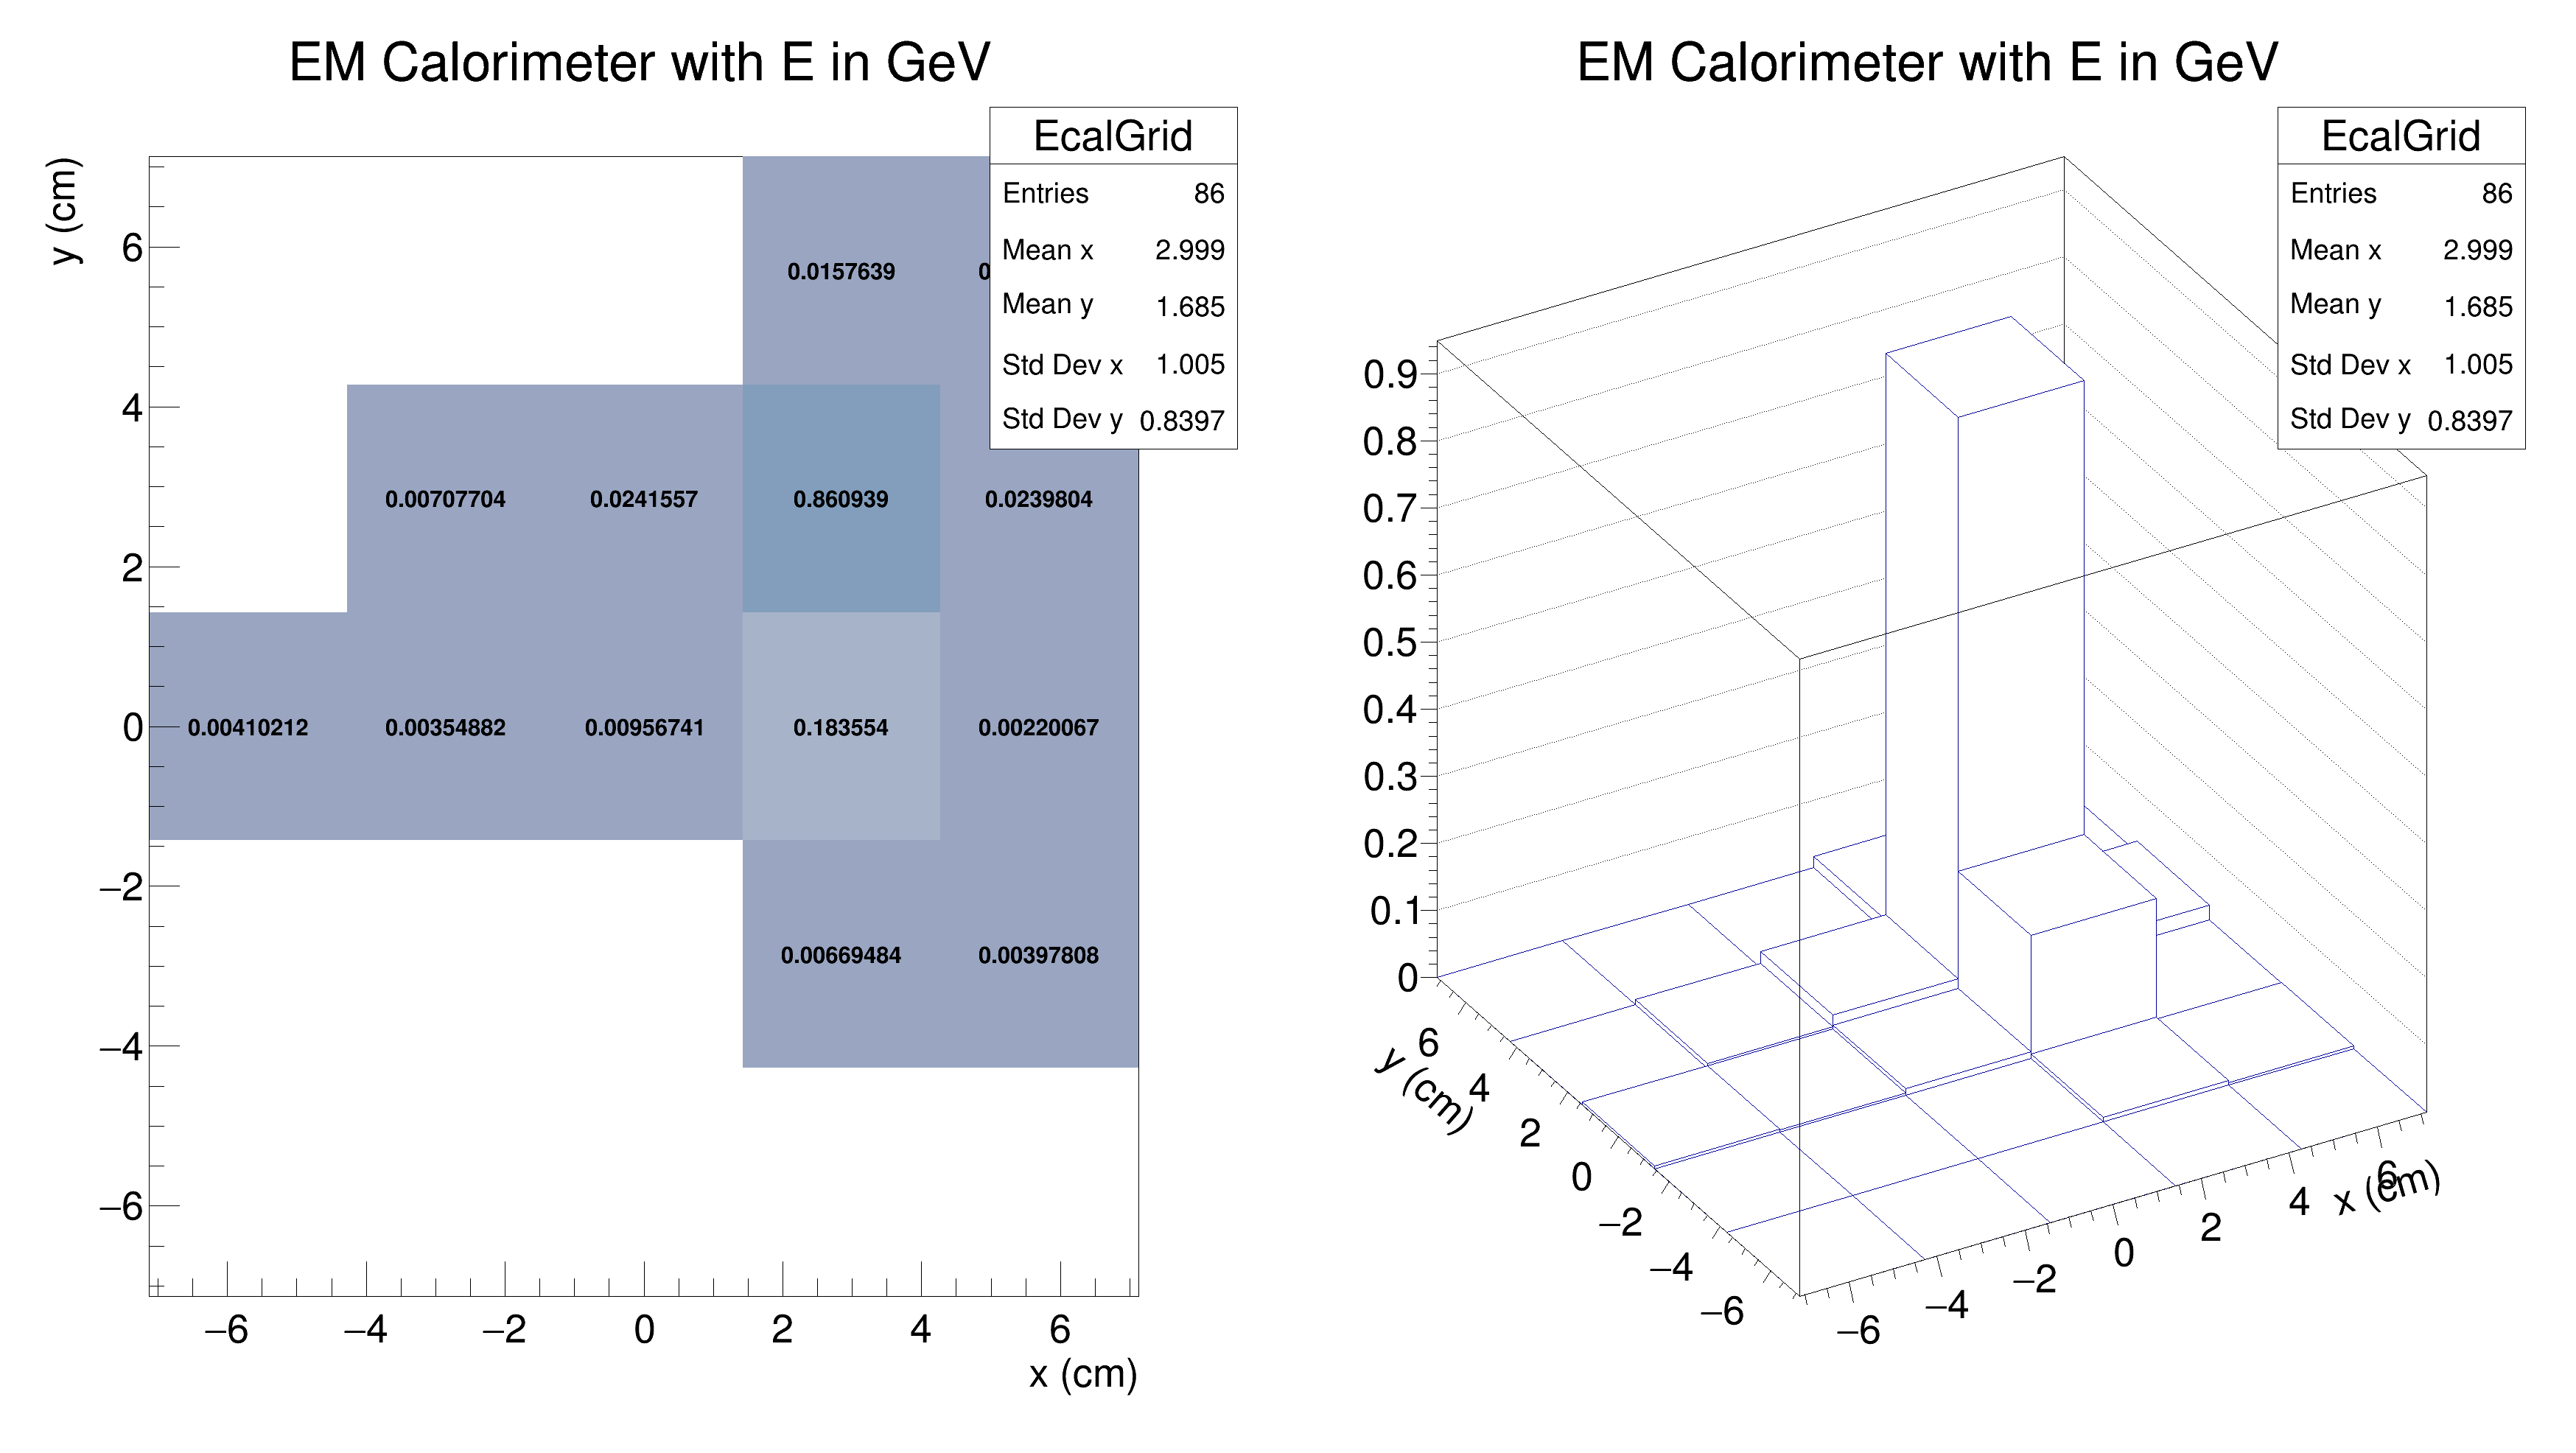 EM Calorimeter with E in GeV
EcalGrid
Entries 86
Mean x 2.999
Mean y 1.685
Std Dev x 1.005
Std Dev y 0.8397
y (cm)
6
4
2
0
−2
−4
−6
0.0157639
0.00707704 0.0241557 0.860939 0.0239804
0.00410212 0.00354882 0.00956741 0.183554 0.00220067
0.00669484 0.00397808
−6 −4 −2 0 2 4 6
x (cm)
EM Calorimeter with E in GeV
EcalGrid
Entries 86
Mean x 2.999
Mean y 1.685
Std Dev x 1.005
Std Dev y 0.8397
0.9
0.8
0.7
0.6
0.5
0.4
0.3
0.2
0.1
0
y (cm)
6
4
2
0
−2
−4
−6
−6 −4 −2 0 2 4 6
x (cm)